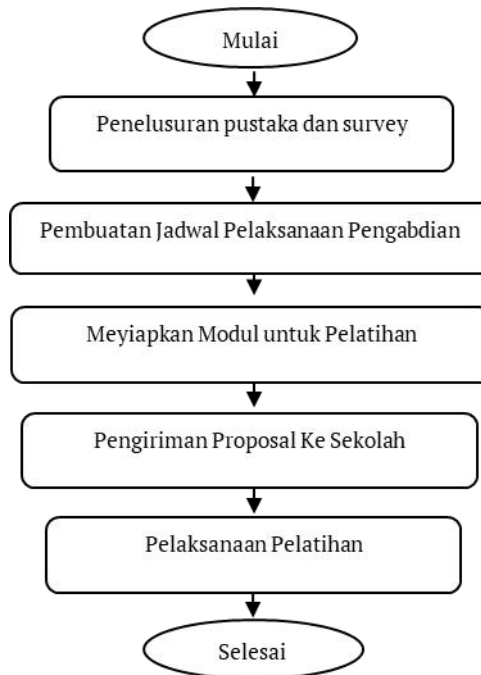 Mulai
Penelusuran pustaka dan survey
Pembuatan Jadwal Pelaksanaan Pengabdian
Meyiapkan Modul untuk Pelatihan
Pengiriman Proposal Ke Sekolah
Pelaksanaan Pelatihan
Selesai